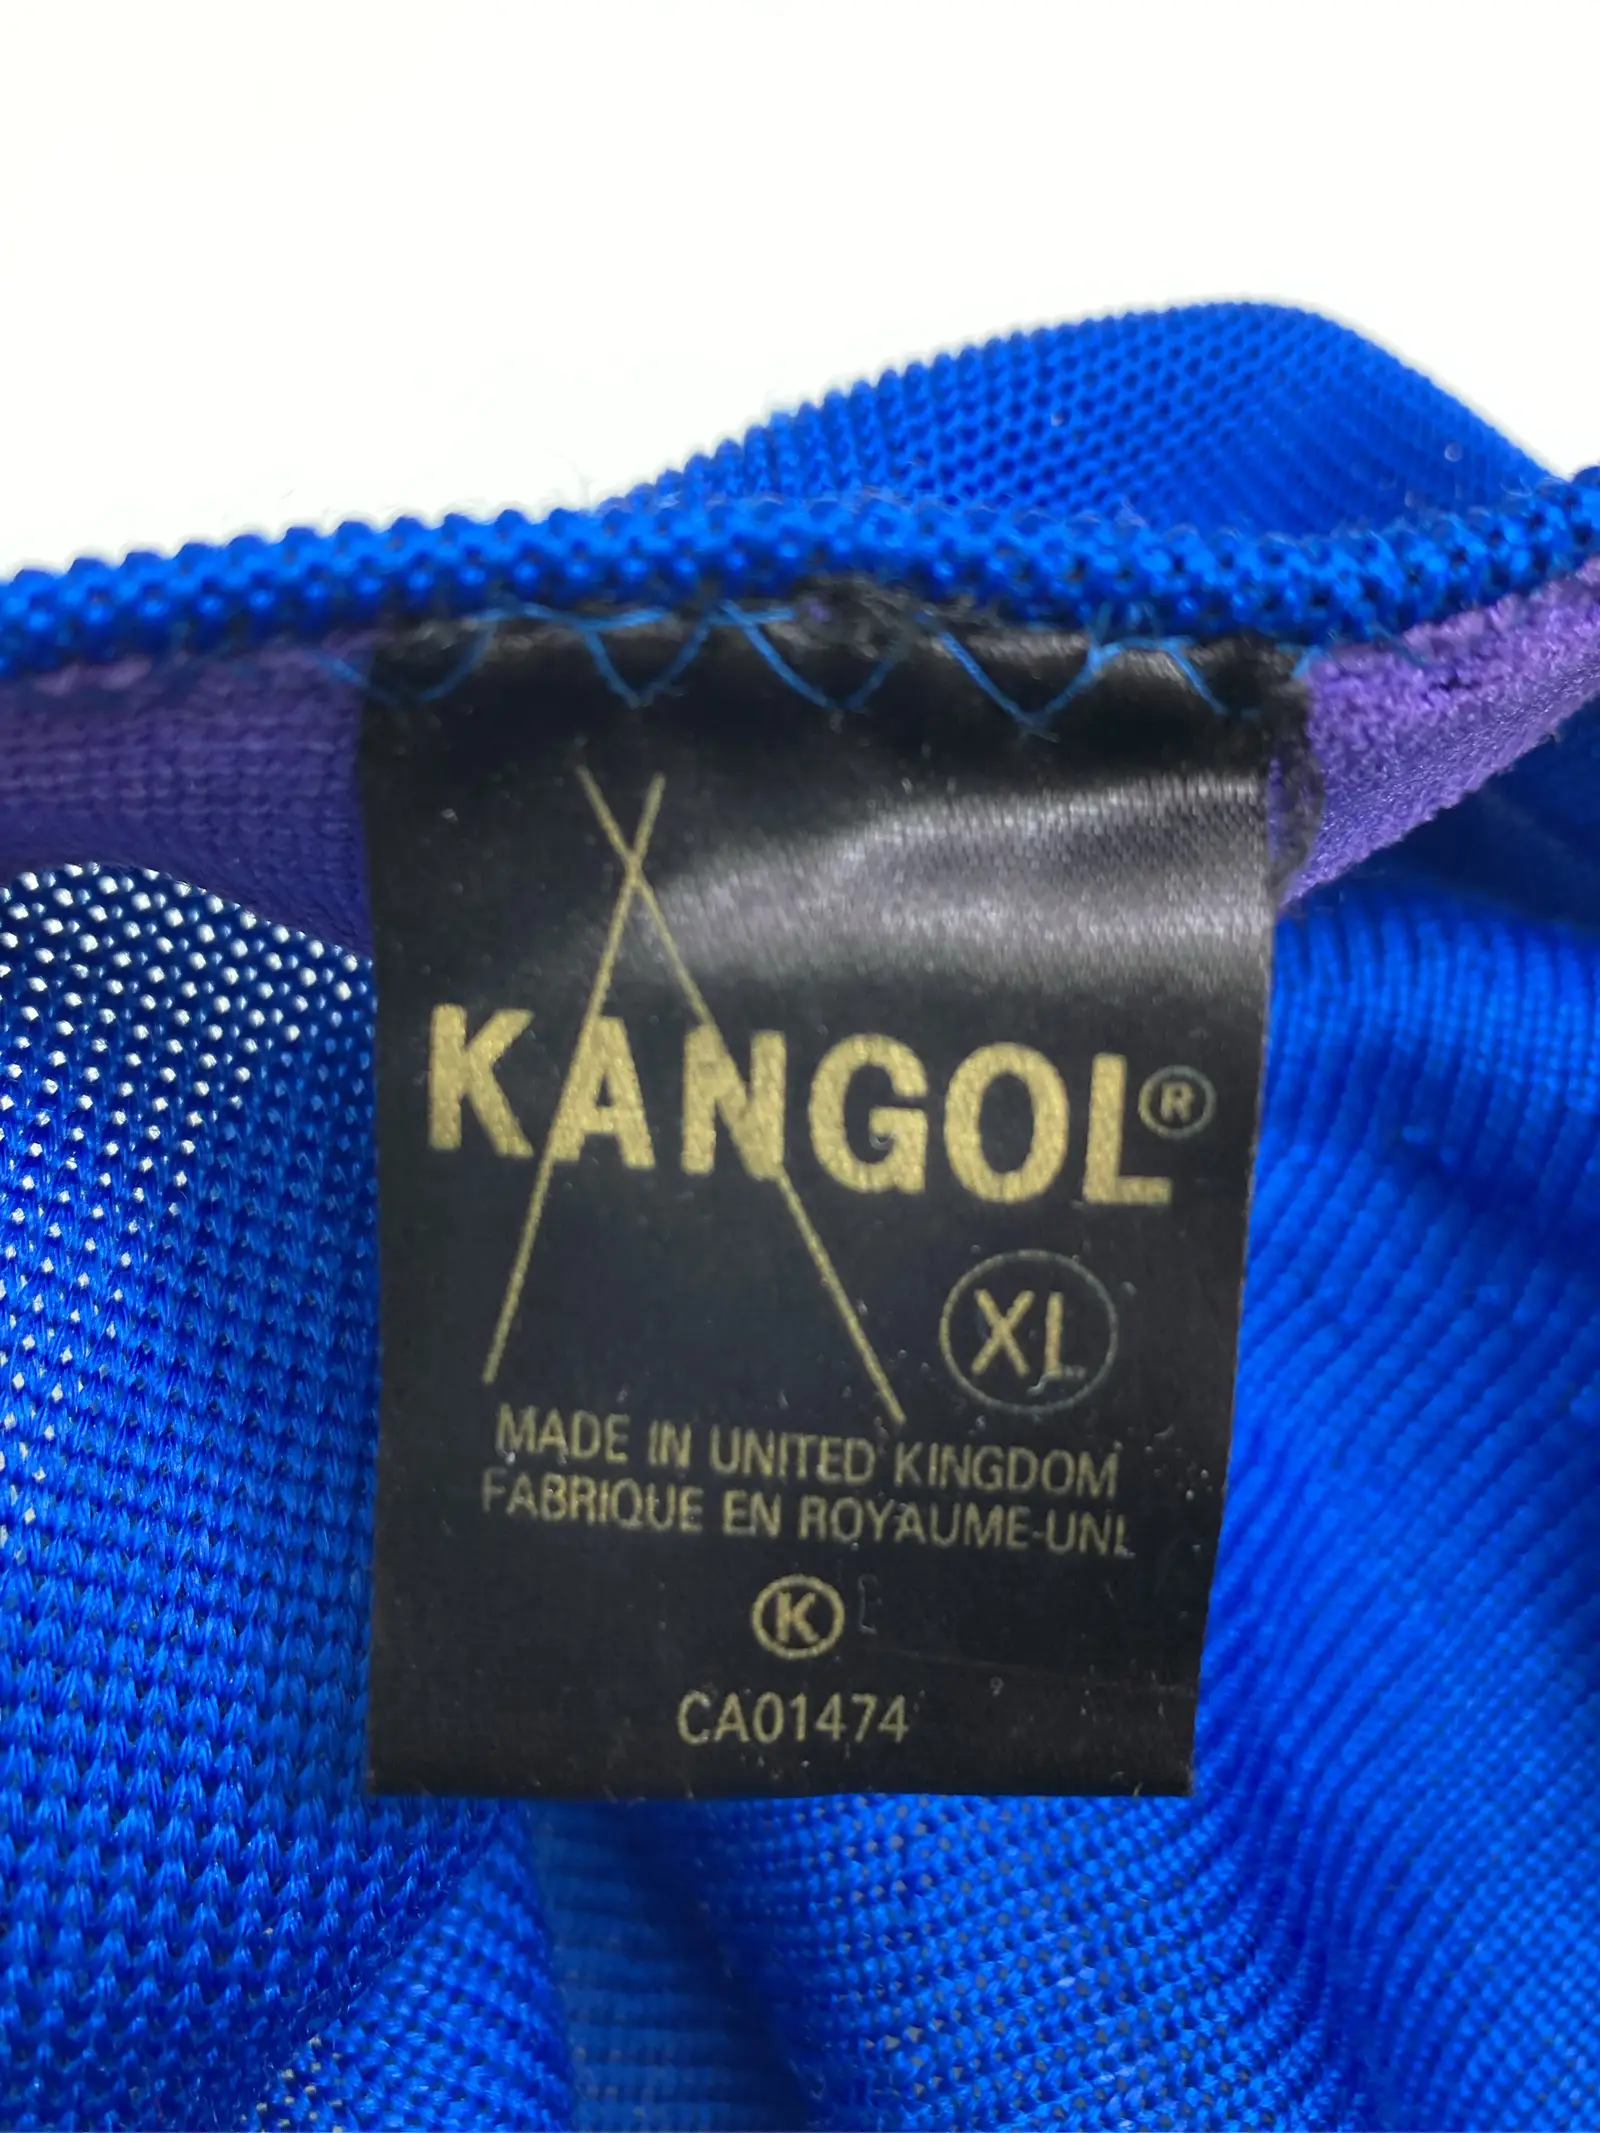 KANGOL®
XL
MADE IN UNITED KINGDOM
FABRIQUE EN ROYAUME-UNI
K
CA01474